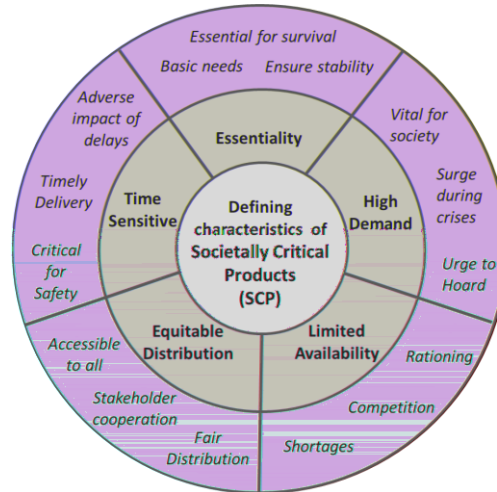 Essential for survival
Basic needs
Ensure stability
Essentiality
Vital for
society
Surge
during
crises
Urge to
Hoard
High
Demand
Rationing
Competition
Shortages
Limited
Availability
Accessible
to all
Stakeholder
cooperation
Fair
Distribution
Equitable
Distribution
Adverse
impact of
delays
Timely
Delivery
Critical
for
Safety
Time
Sensitive
Defining
characteristics of
Societally Critical
Products
(SCP)